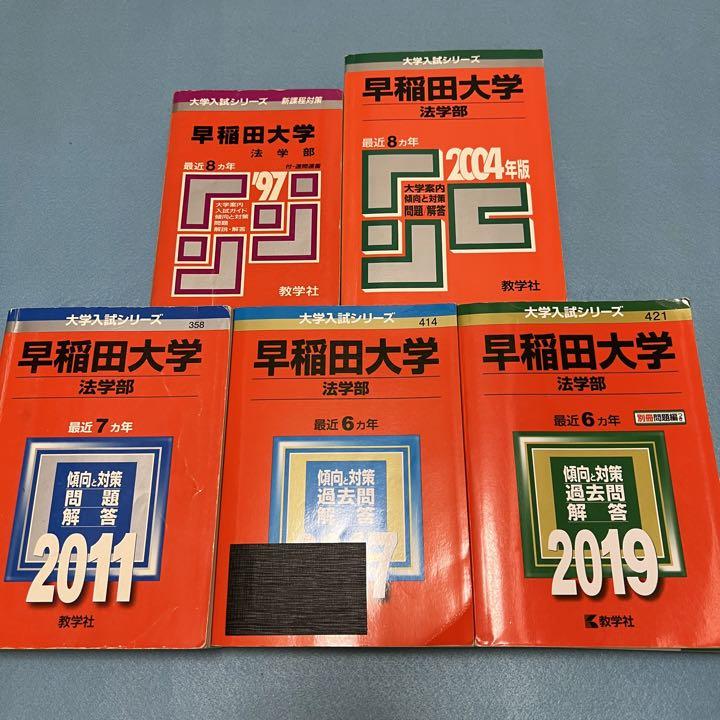 大学入試シリーズ 新課程対策
早稲田大学
法学部
最近8ヵ年
'97
大学案内
入試ガイド
傾向と対策
問題
解説・解答
教学社
大学入試シリーズ
早稲田大学
法学部
最近8ヵ年
2004年版
大学案内
傾向と対策
問題・解答
教学社
大学入試シリーズ
358
早稲田大学
法学部
最近7ヵ年
傾向と対策
問題
解答
2011
教学社
大学入試シリーズ
414
早稲田大学
法学部
最近6ヵ年
傾向と対策
過去問
解答
7
大学入試シリーズ
421
早稲田大学
法学部
最近6ヵ年
別冊問題編つき
傾向と対策
過去問
解答
2019
教学社